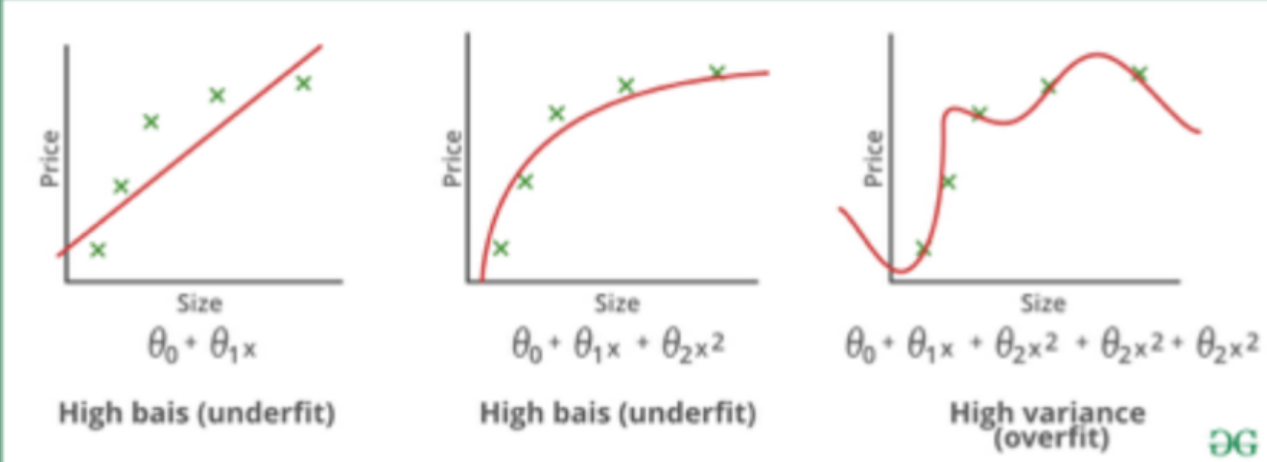 Price
Size
θ₀ + θ₁x
High bais (underfit)
Price
Size
θ₀ + θ₁x + θ₂x²
High bais (underfit)
Price
Size
θ₀ + θ₁x + θ₂x² + θ₂x² + θ₂x²
High variance
(overfit)